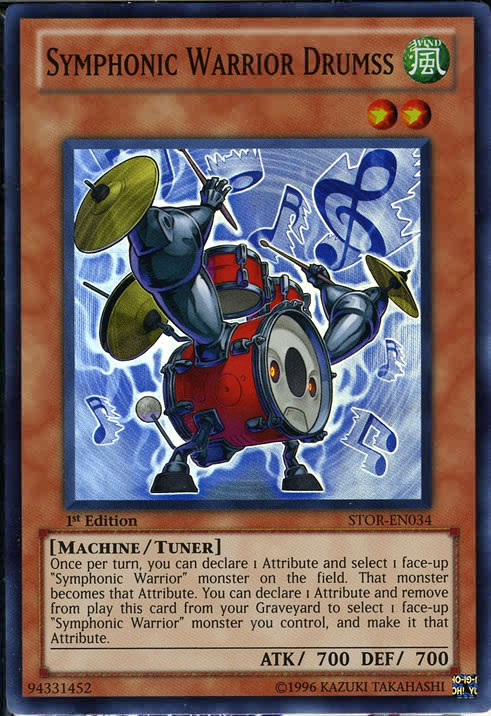 SYMPHONIC WARRIOR DRUMSS
WIND
風
1st Edition
STOR-EN034
[MACHINE/TUNER]
Once per turn, you can declare 1 Attribute and select 1 face-up
"Symphonic Warrior" monster on the field. That monster
becomes that Attribute. You can declare 1 Attribute and remove
from play this card from your Graveyard to select 1 face-up
"Symphonic Warrior" monster you control, and make it that
Attribute.
ATK/ 700 DEF/ 700
94331452
©1996 KAZUKI TAKAHASHI